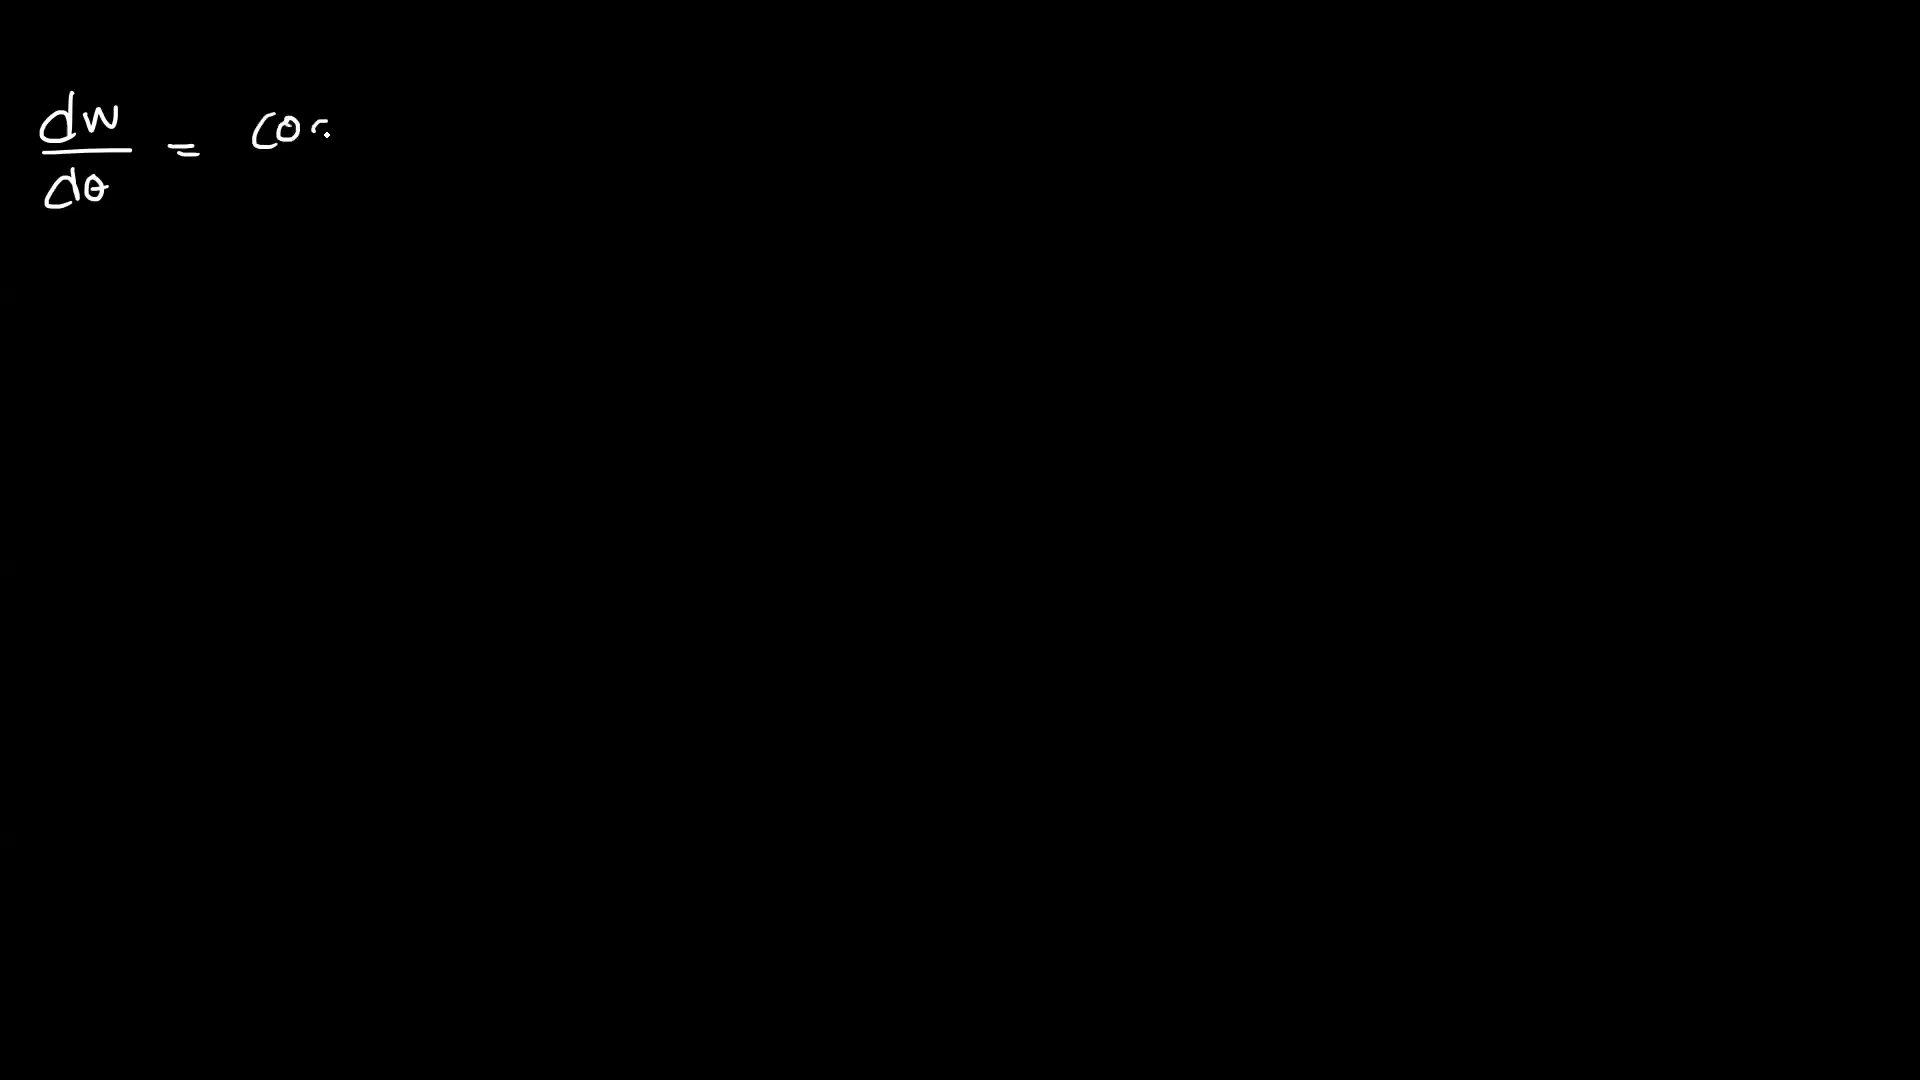 dw/dθ = co